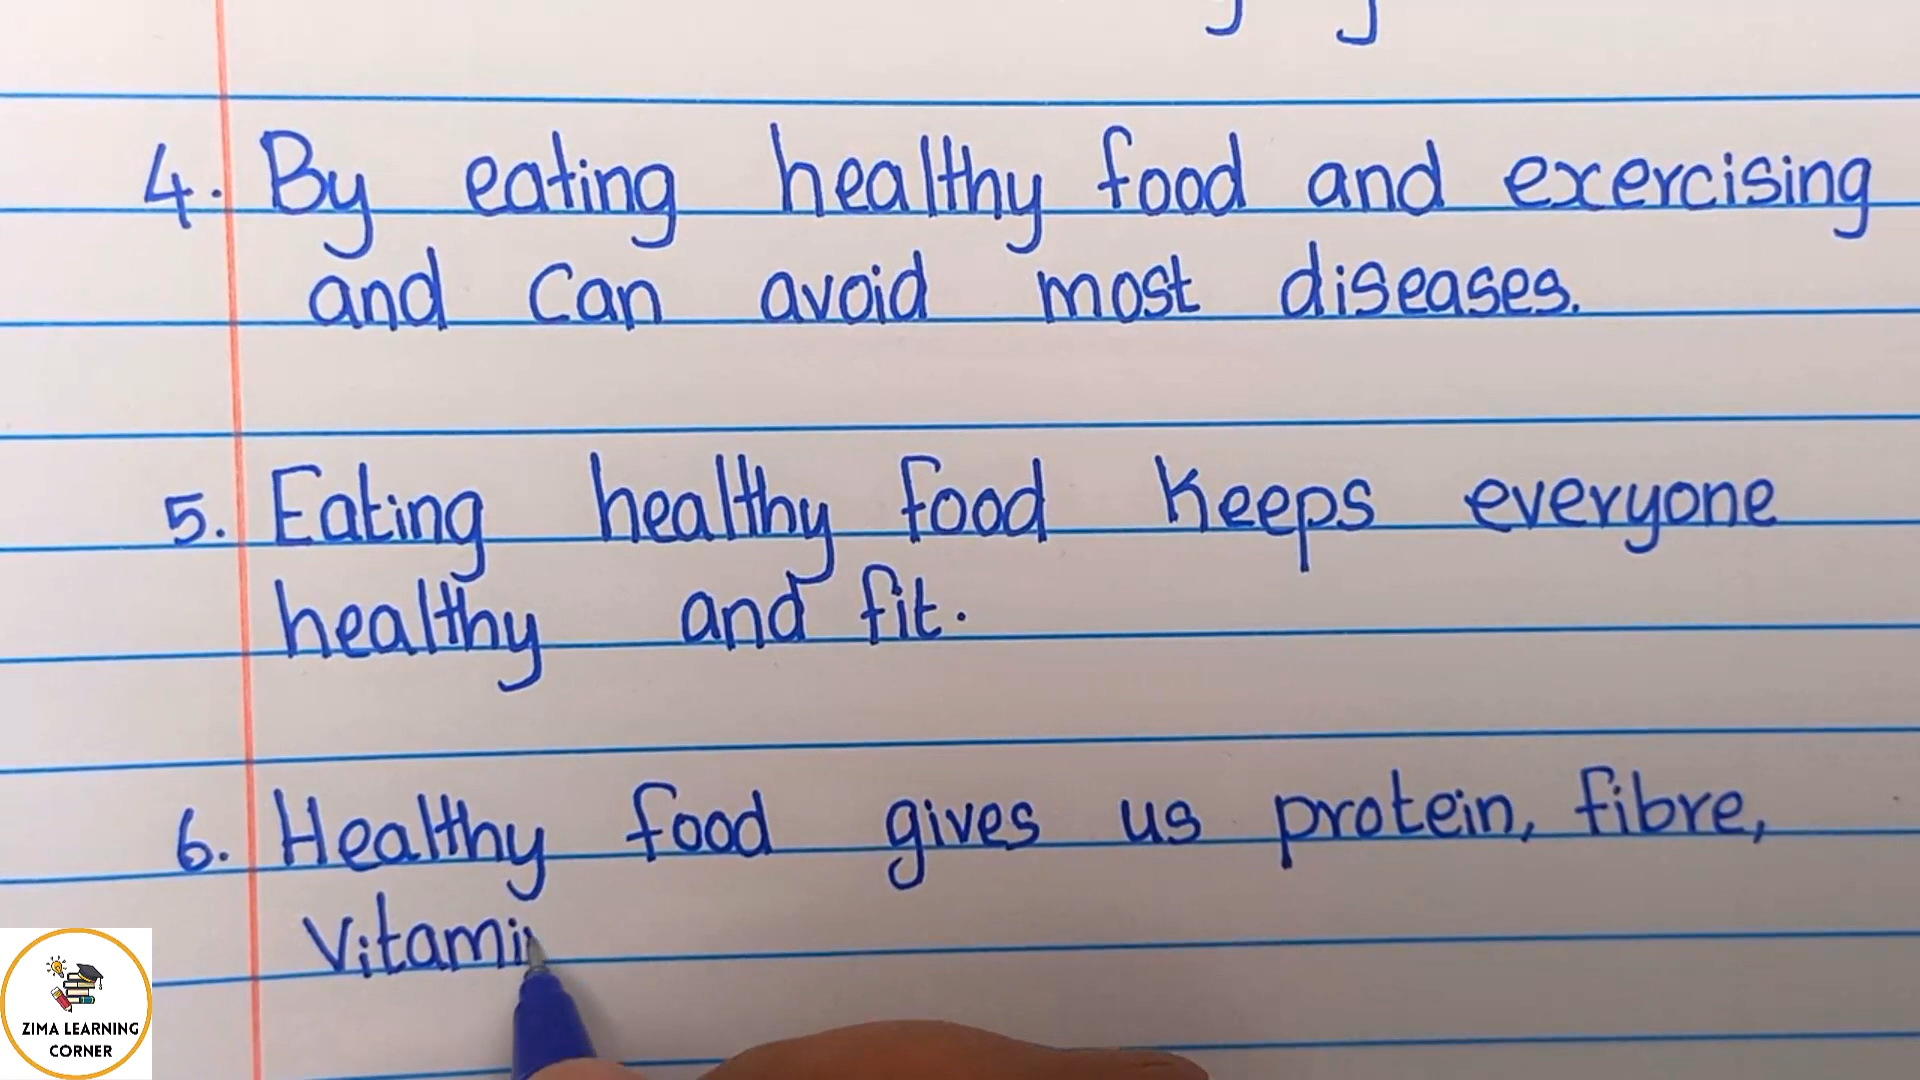 4. By eating healthy food and exercising
and can avoid most diseases.
5. Eating healthy food keeps everyone
healthy and fit.
6. Healthy food gives us protein, fibre,
Vitami
ZIMA LEARNING
CORNER